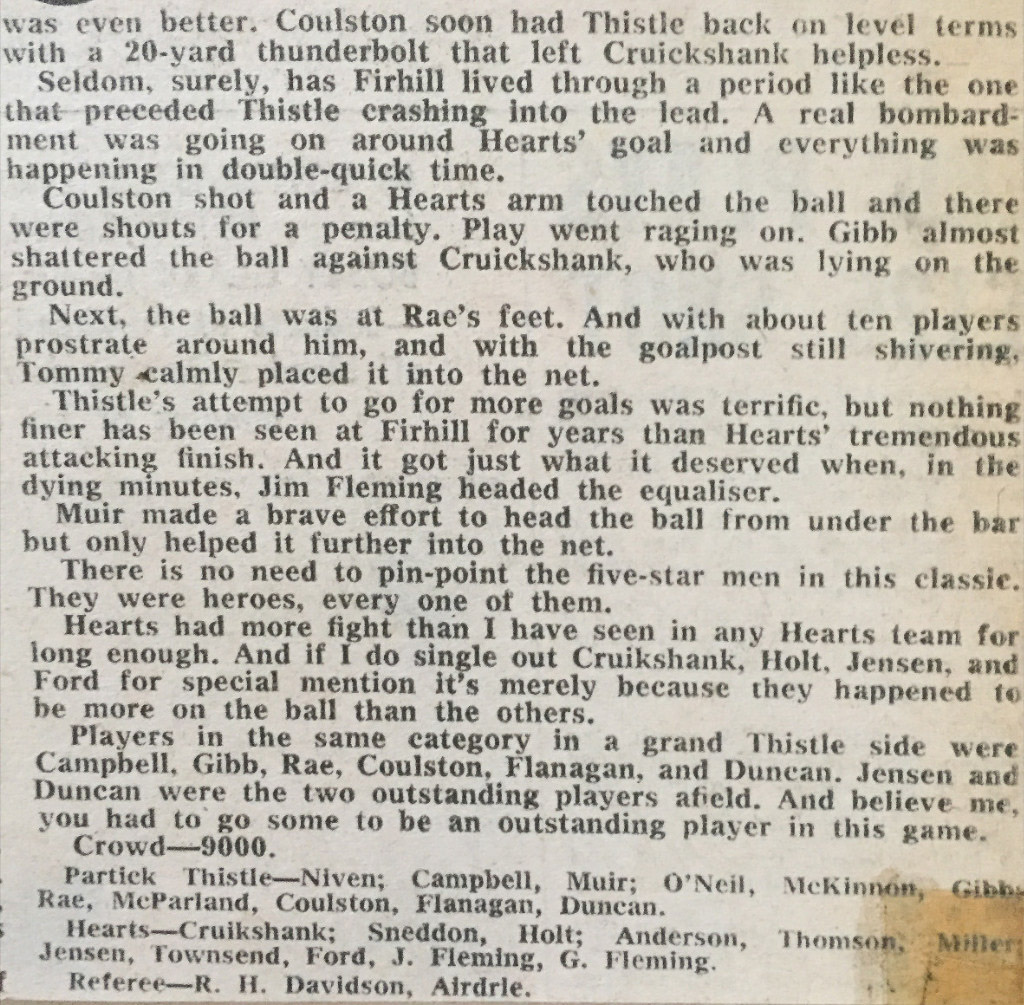 was even better. Coulston soon had Thistle back on level terms
with a 20-yard thunderbolt that left Cruickshank helpless.
Seldom, surely, has Firhill lived through a period like the one
that preceded Thistle crashing into the lead. A real bombard-
ment was going on around Hearts' goal and everything was
happening in double-quick time.
Coulston shot and a Hearts arm touched the ball and there
were shouts for a penalty. Play went raging on. Gibb almost
shattered the ball against Cruickshank, who was lying on the
ground.
Next, the ball was at Rae's feet. And with about ten players
prostrate around him, and with the goalpost still shivering,
Tommy calmly placed it into the net.
Thistle's attempt to go for more goals was terrific, but nothing
finer has been seen at Firhill for years than Hearts' tremendous
attacking finish. And it got just what it deserved when, in the
dying minutes, Jim Fleming headed the equaliser.
Muir made a brave effort to head the ball from under the bar
but only helped it further into the net.
There is no need to pin-point the five-star men in this classic.
They were heroes, every one of them.
Hearts had more fight than I have seen in any Hearts team for
long enough. And if I do single out Cruikshank, Holt, Jensen, and
Ford for special mention it's merely because they happened to
be more on the ball than the others.
Players in the same category in a grand Thistle side were
Campbell, Gibb, Rae, Coulston, Flanagan, and Duncan. Jensen and
Duncan were the two outstanding players afield. And believe me,
you had to go some to be an outstanding player in this game.
Crowd—9000.
Partick Thistle—Niven; Campbell, Muir; O'Neil, McKinnon, Gibb;
Rae, McParland, Coulston, Flanagan, Duncan.
Hearts—Cruikshank; Sneddon, Holt; Anderson, Thomson, Miller;
Jensen, Townsend, Ford, J. Fleming, G. Fleming.
Referee—R. H. Davidson, Airdrie.